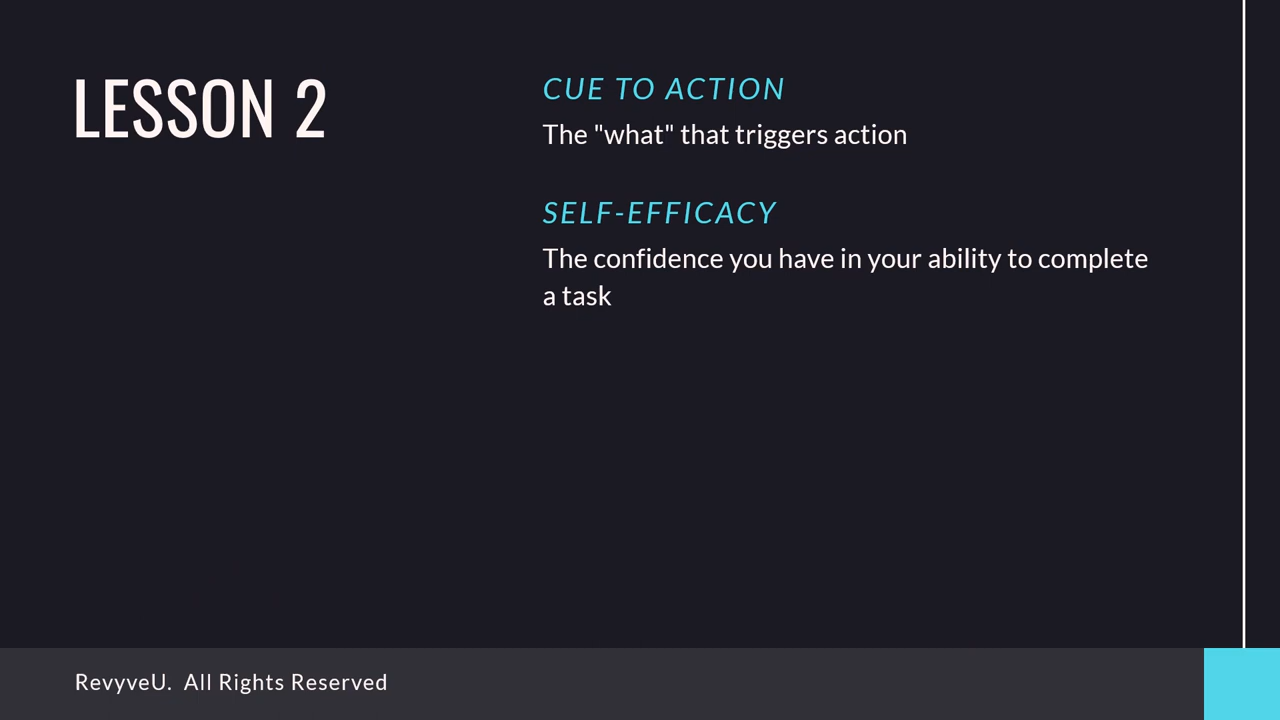 LESSON 2
CUE TO ACTION
The "what" that triggers action
SELF-EFFICACY
The confidence you have in your ability to complete
a task
RevyveU. All Rights Reserved